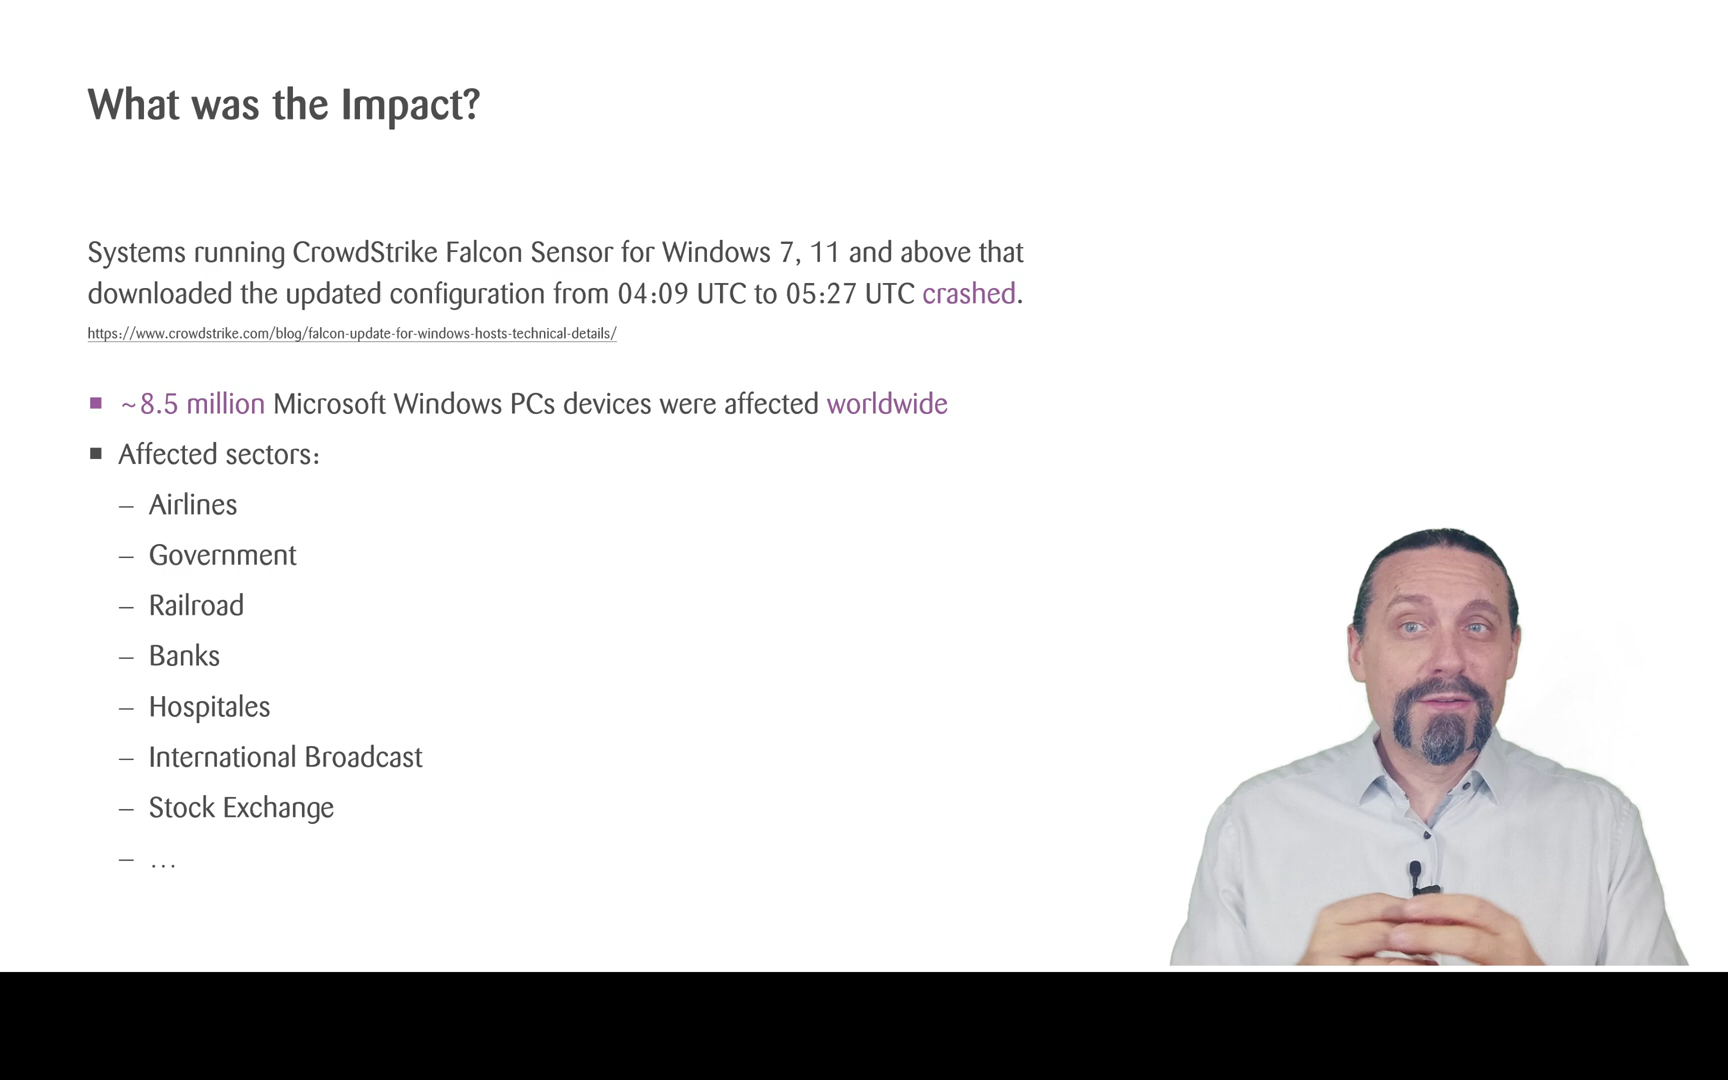 What was the Impact?
Systems running CrowdStrike Falcon Sensor for Windows 7, 11 and above that
downloaded the updated configuration from 04:09 UTC to 05:27 UTC crashed.
https://www.crowdstrike.com/blog/falcon-update-for-windows-hosts-technical-details/
▪ ~8.5 million Microsoft Windows PCs devices were affected worldwide
▪ Affected sectors:
– Airlines
– Government
– Railroad
– Banks
– Hospitales
– International Broadcast
– Stock Exchange
– …